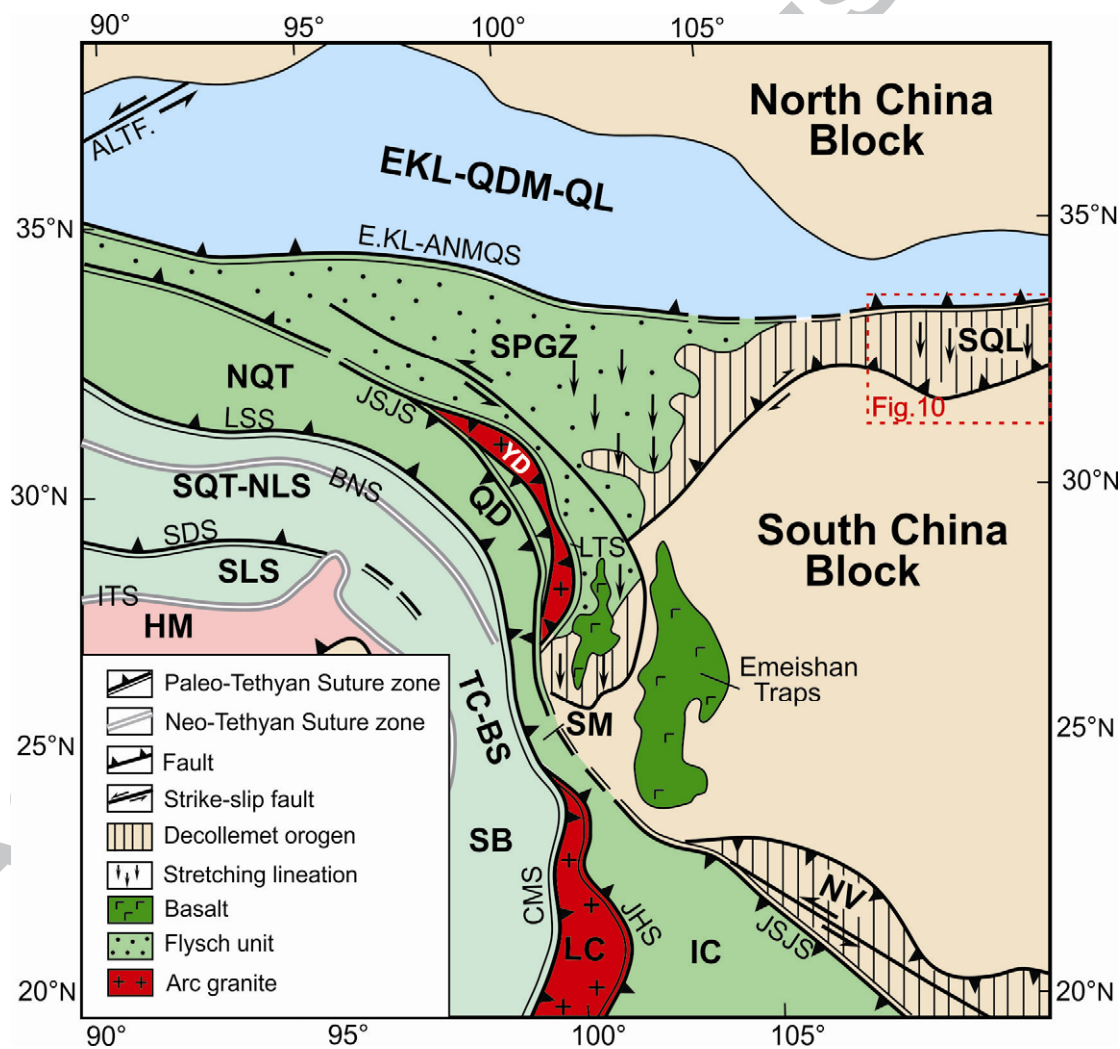 90° 95° 100° 105°
North China
Block
ALTF.
EKL-QDM-QL
35°N 35°N
E.KL-ANMQS
SPGZ
SQL
NQT
JSJS
Fig.10
LSS
YD
SQT-NLS
BNS
QD
30°N 30°N
SDS
LTS
South China
Block
SLS
ITS
HM
Emeishan
Traps
Paleo-Tethyan Suture zone
TC-BS
SM
Neo-Tethyan Suture zone
25°N 25°N
Fault
Strike-slip fault
Decollemet orogen
SB
Stretching lineation
CMS
NV
Basalt
JHS
JSJS
Flysch unit
LC
IC
Arc granite
20°N 20°N
90° 95° 100° 105°